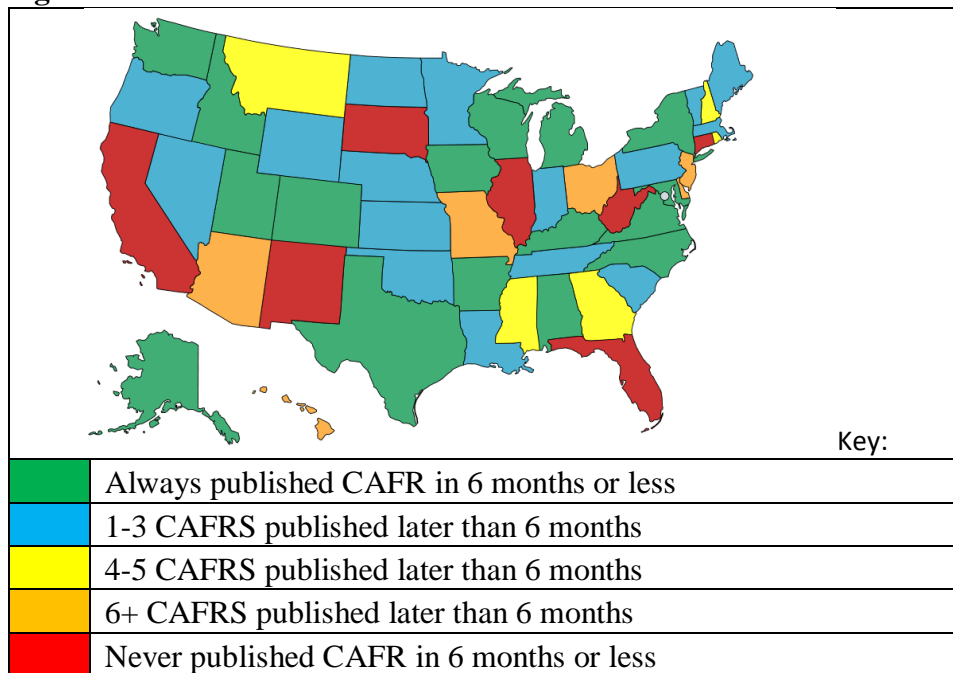 Key:
Always published CAFR in 6 months or less
1-3 CAFRS published later than 6 months
4-5 CAFRS published later than 6 months
6+ CAFRS published later than 6 months
Never published CAFR in 6 months or less